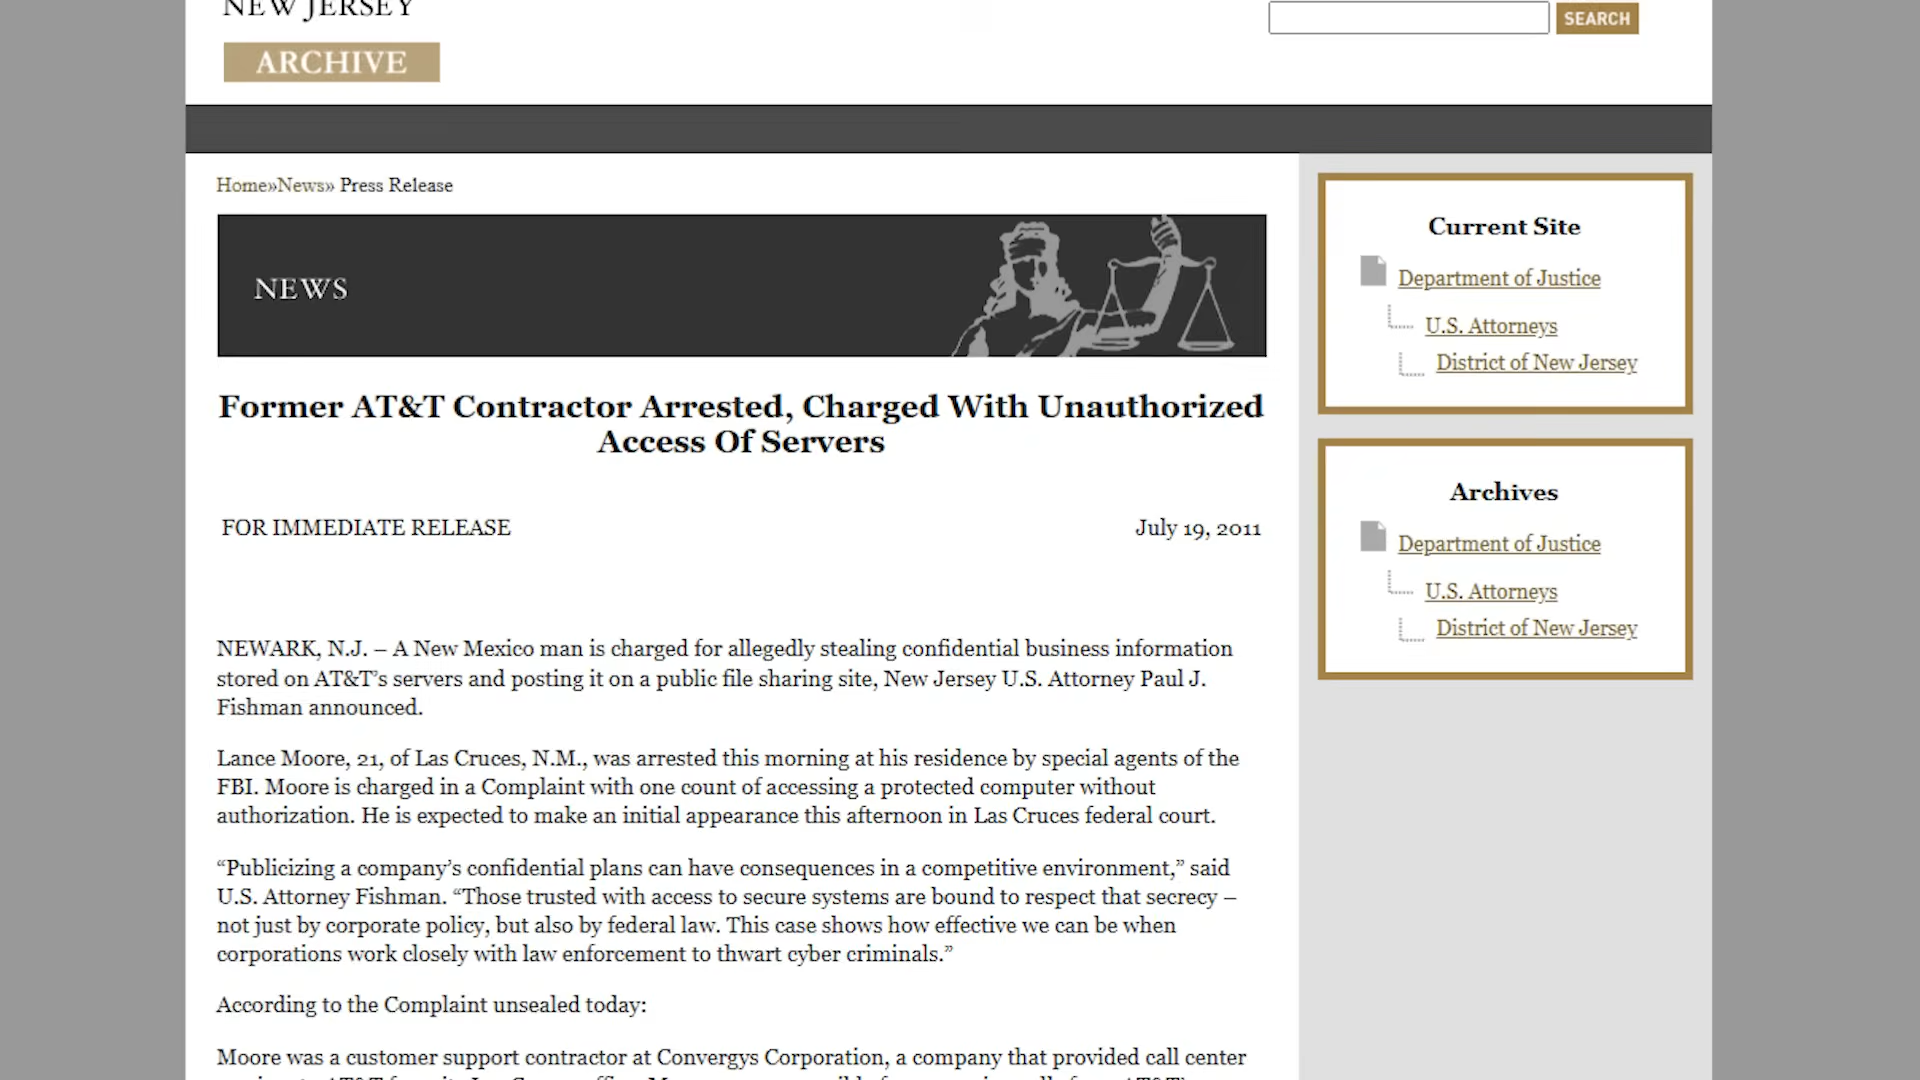 NEW JERSEY
SEARCH
ARCHIVE
Home»News» Press Release
NEWS
Former AT&T Contractor Arrested, Charged With Unauthorized
Access Of Servers
FOR IMMEDIATE RELEASE
July 19, 2011
NEWARK, N.J. – A New Mexico man is charged for allegedly stealing confidential business information
stored on AT&T’s servers and posting it on a public file sharing site, New Jersey U.S. Attorney Paul J.
Fishman announced.
Lance Moore, 21, of Las Cruces, N.M., was arrested this morning at his residence by special agents of the
FBI. Moore is charged in a Complaint with one count of accessing a protected computer without
authorization. He is expected to make an initial appearance this afternoon in Las Cruces federal court.
“Publicizing a company’s confidential plans can have consequences in a competitive environment,” said
U.S. Attorney Fishman. “Those trusted with access to secure systems are bound to respect that secrecy –
not just by corporate policy, but also by federal law. This case shows how effective we can be when
corporations work closely with law enforcement to thwart cyber criminals.”
According to the Complaint unsealed today:
Moore was a customer support contractor at Convergys Corporation, a company that provided call center
Current Site
Department of Justice
U.S. Attorneys
District of New Jersey
Archives
Department of Justice
U.S. Attorneys
District of New Jersey